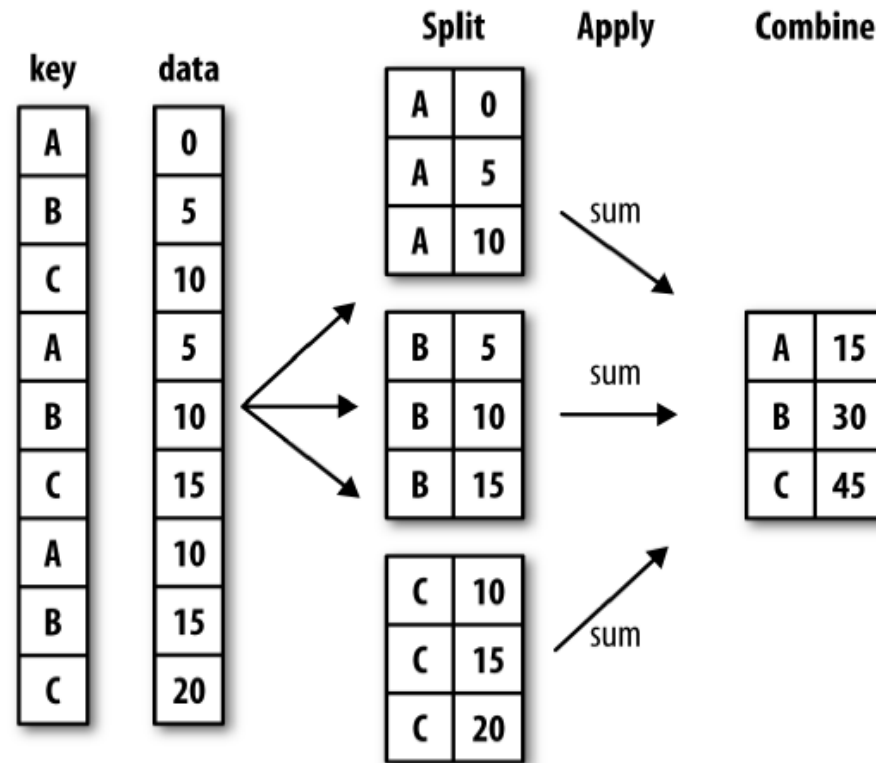 Split Apply Combine
key data
A 0
B 5
C 10
A 5
B 10
C 15
A 10
B 15
C 20
A 0
A 5
A 10
B 5
B 10
B 15
C 10
C 15
C 20
sum
sum
sum
A 15
B 30
C 45